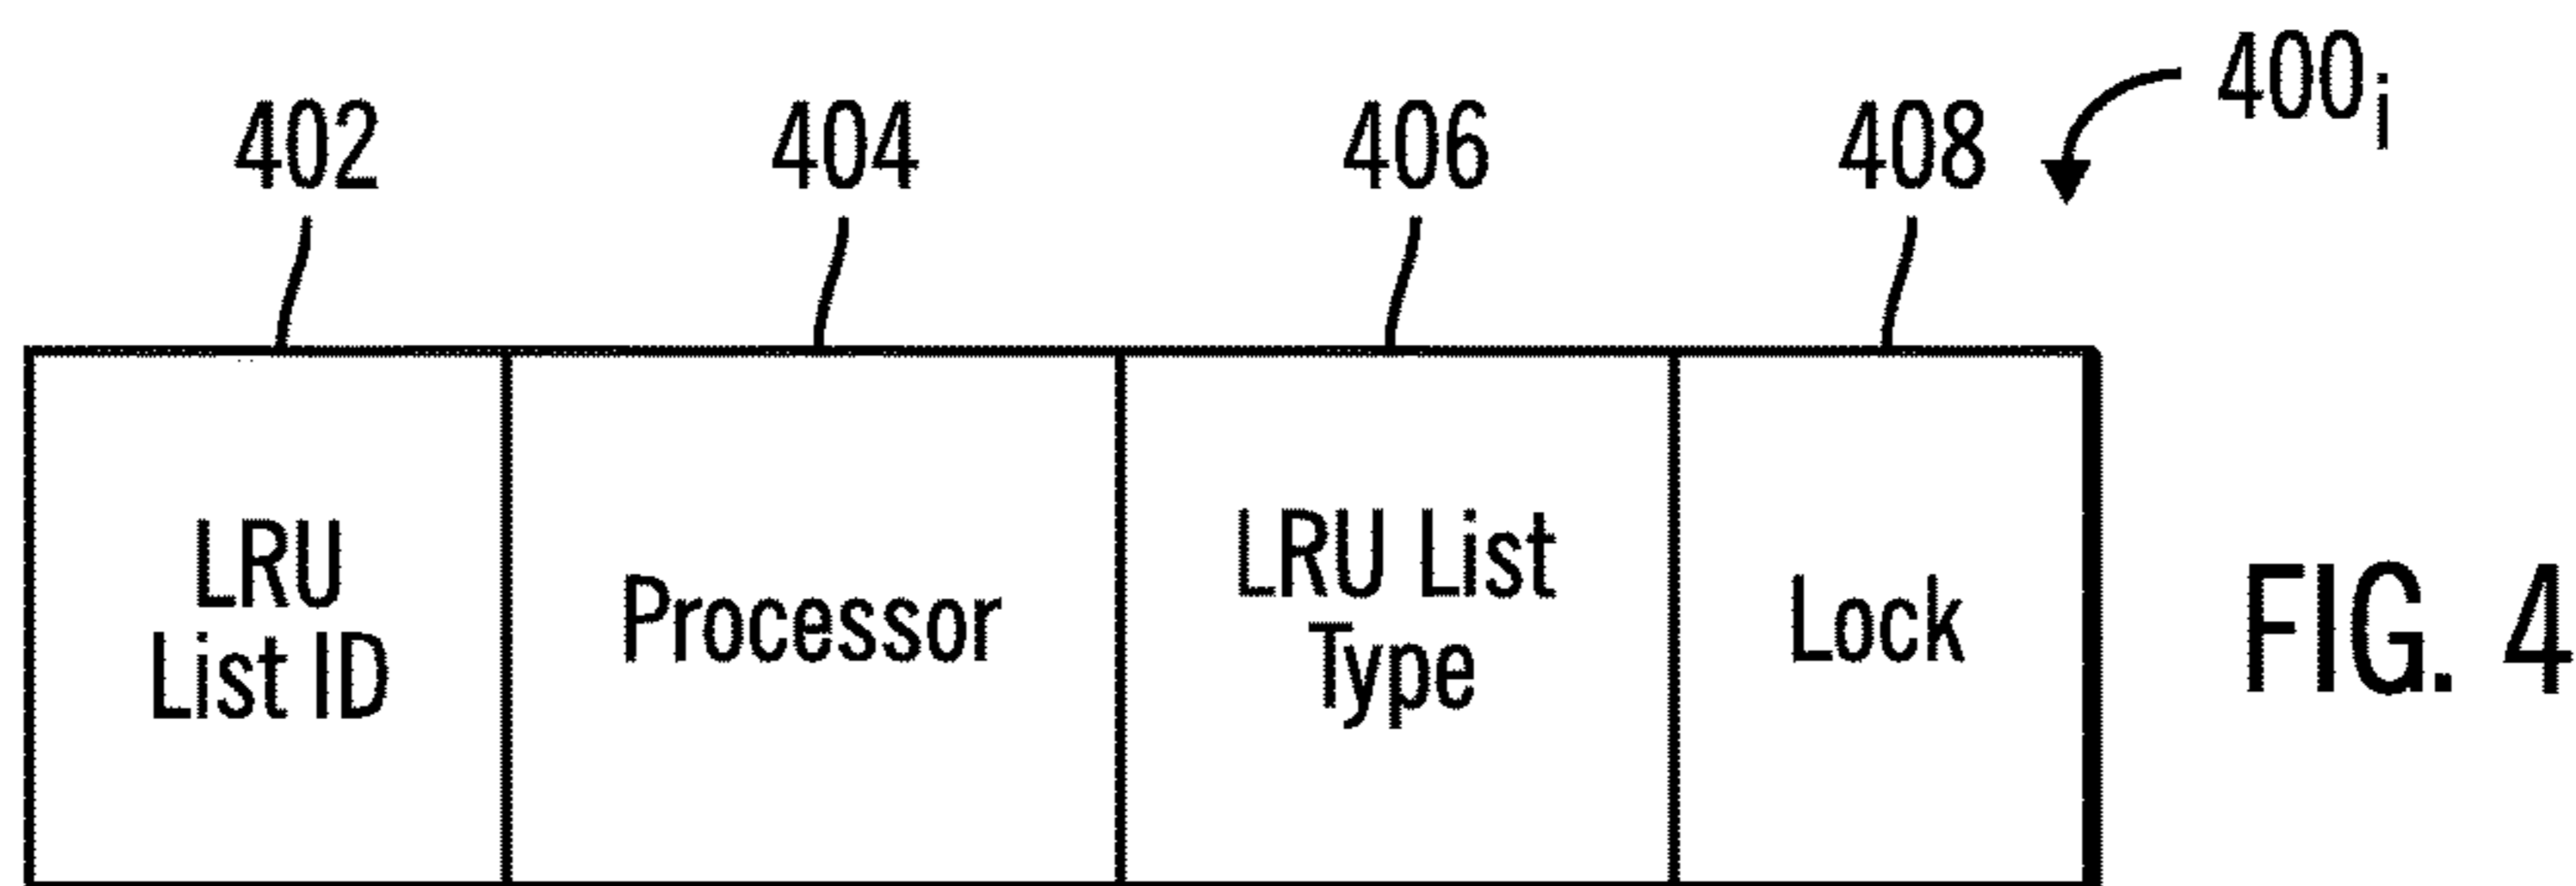 402
404
406
408
400i
LRU
List ID
Processor
LRU List
Type
Lock
FIG. 4